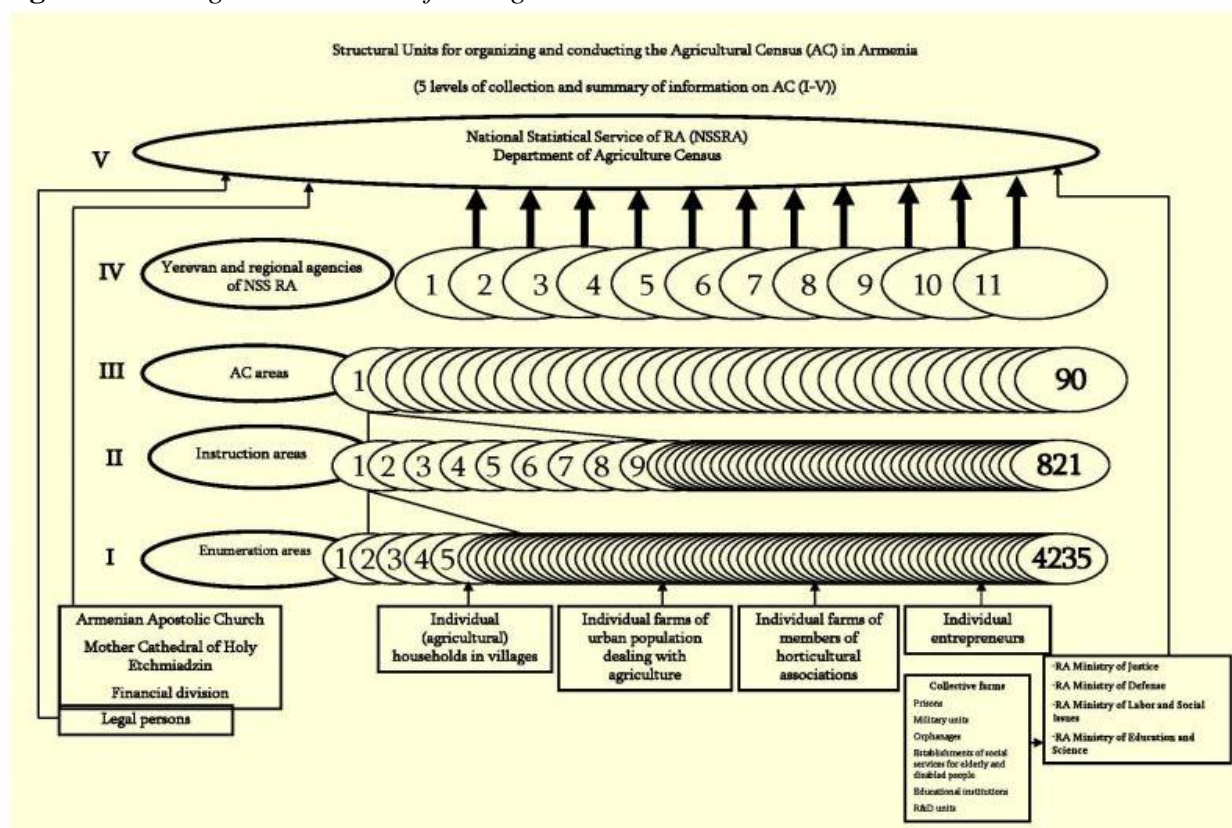 Structural Units for organizing and conducting the Agricultural Census (AC) in Armenia
(5 levels of collection and summary of information on AC (I-V))
V
National Statistical Service of RA (NSSRA)
Department of Agriculture Census
IV
Yerevan and regional agencies
of NSS RA
1 2 3 4 5 6 7 8 9 10 11
III
AC areas
1 90
II
Instruction areas
1 2 3 4 5 6 7 8 9 821
I
Enumeration areas
1 2 3 4 5 4235
Armenian Apostolic Church
Mother Cathedral of Holy
Etchmiadzin
Financial division
Legal persons
Individual
(agricultural)
households in villages
Individual farms of
urban population
dealing with
agriculture
Individual farms of
members of
horticultural
associations
Individual
entrepreneurs
Collective farms
Prisons
Military units
Orphanages
Establishments of social
services for elderly and
disabled people
Educational institutions
R&D units
-RA Ministry of Justice
-RA Ministry of Defense
-RA Ministry of Labor and Social
Issues
-RA Ministry of Education and
Science